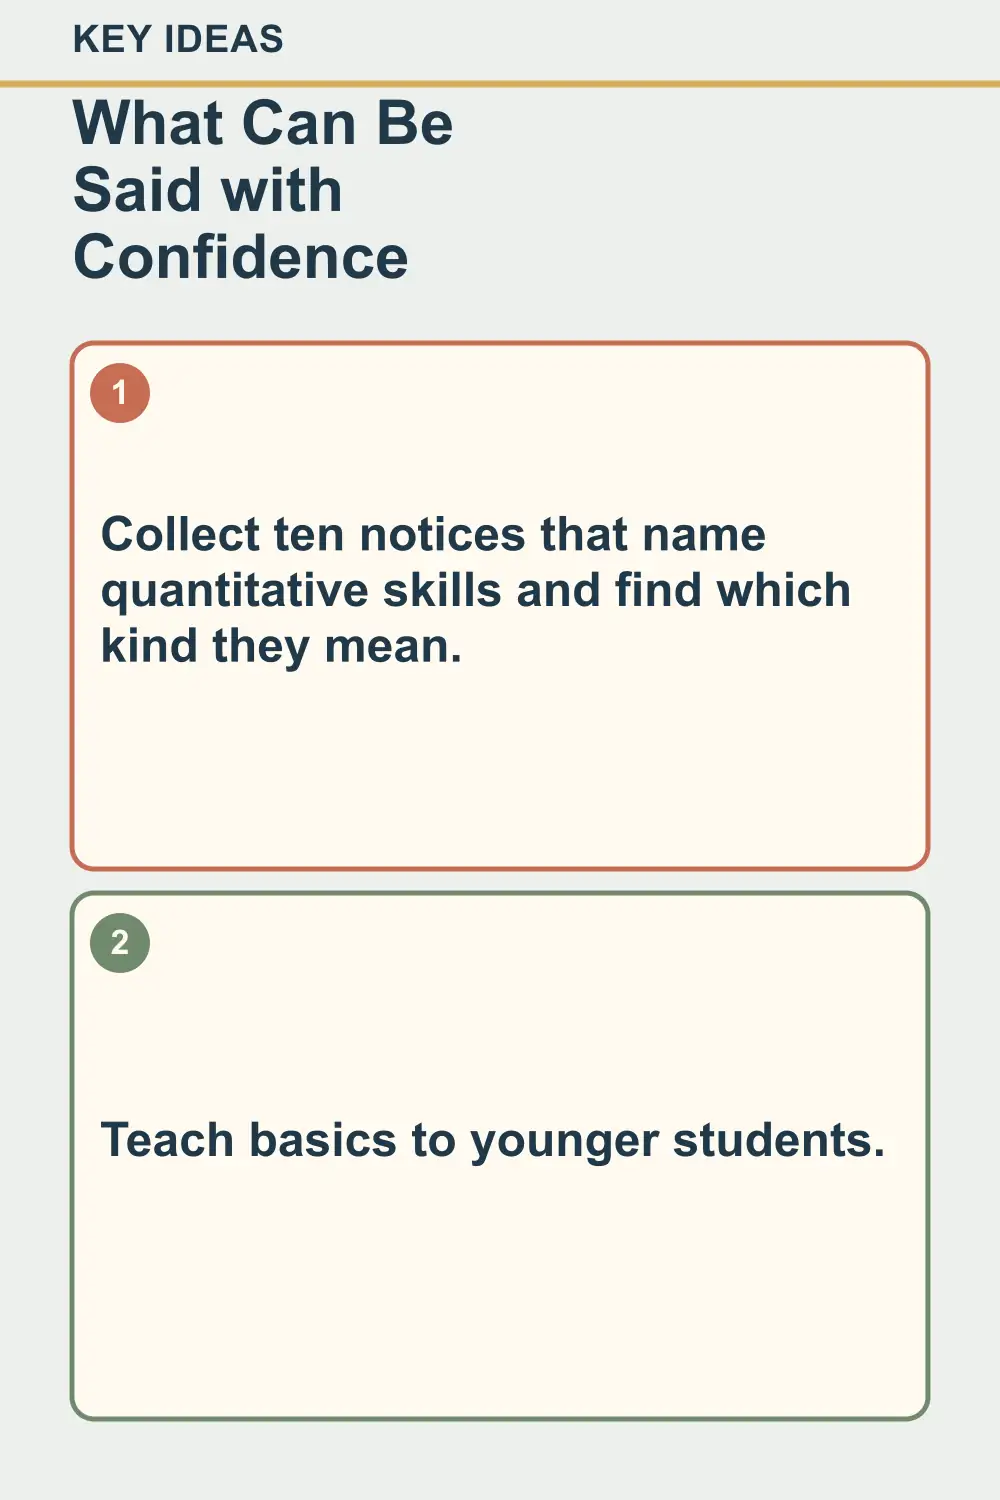 KEY IDEAS
What Can Be
Said with
Confidence
1
Collect ten notices that name
quantitative skills and find which
kind they mean.
2
Teach basics to younger students.